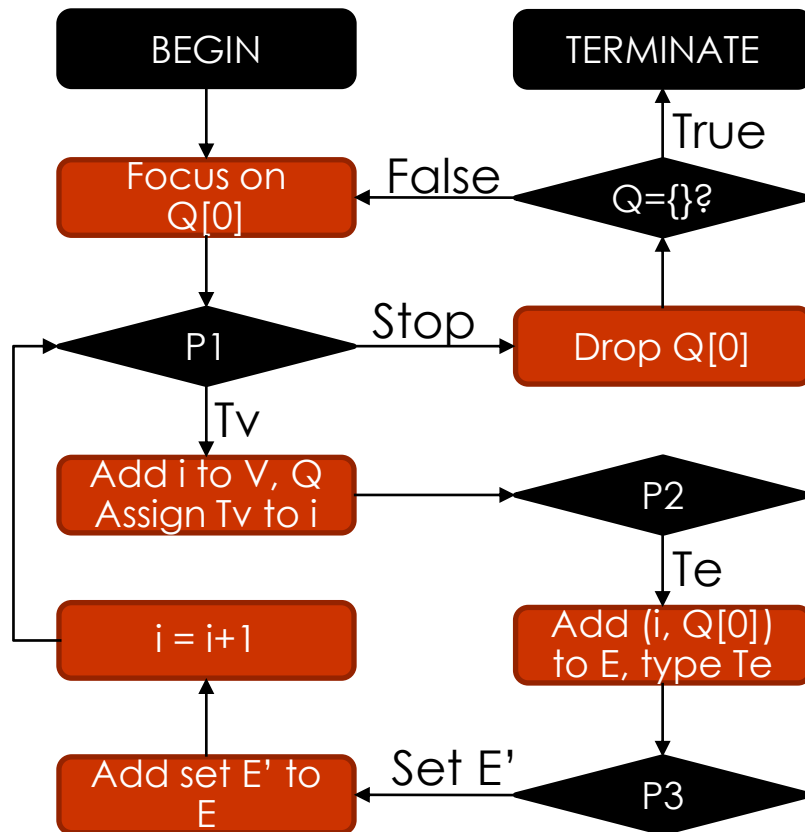 BEGIN
TERMINATE
True
Focus on
Q[0]
False
Q={}?
P1
Stop
Drop Q[0]
Tv
Add i to V, Q
Assign Tv to i
P2
Te
i = i+1
Add (i, Q[0])
to E, type Te
Add set E’ to
E
Set E’
P3